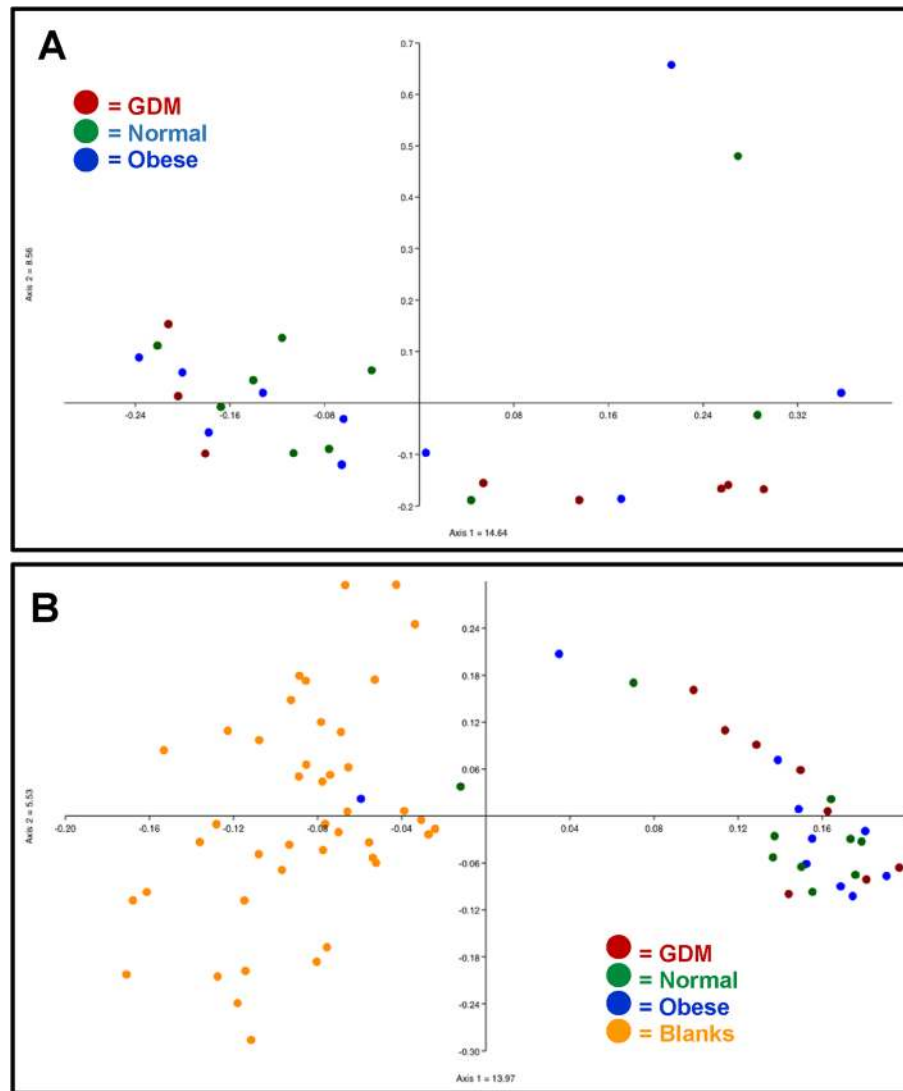 A
= GDM
= Normal
= Obese
0.7
0.6
0.5
0.4
0.3
0.2
0.1
-0.1
-0.2
-0.24
-0.16
-0.08
0.08
0.16
0.24
0.32
Axis 2 = 8.56
Axis 1 = 14.64
B
0.24
0.18
0.12
0.06
-0.06
-0.12
-0.18
-0.24
-0.30
-0.20
-0.16
-0.12
-0.08
-0.04
0.04
0.08
0.12
0.16
Axis 2 = 5.53
= GDM
= Normal
= Obese
= Blanks
Axis 1 = 13.97